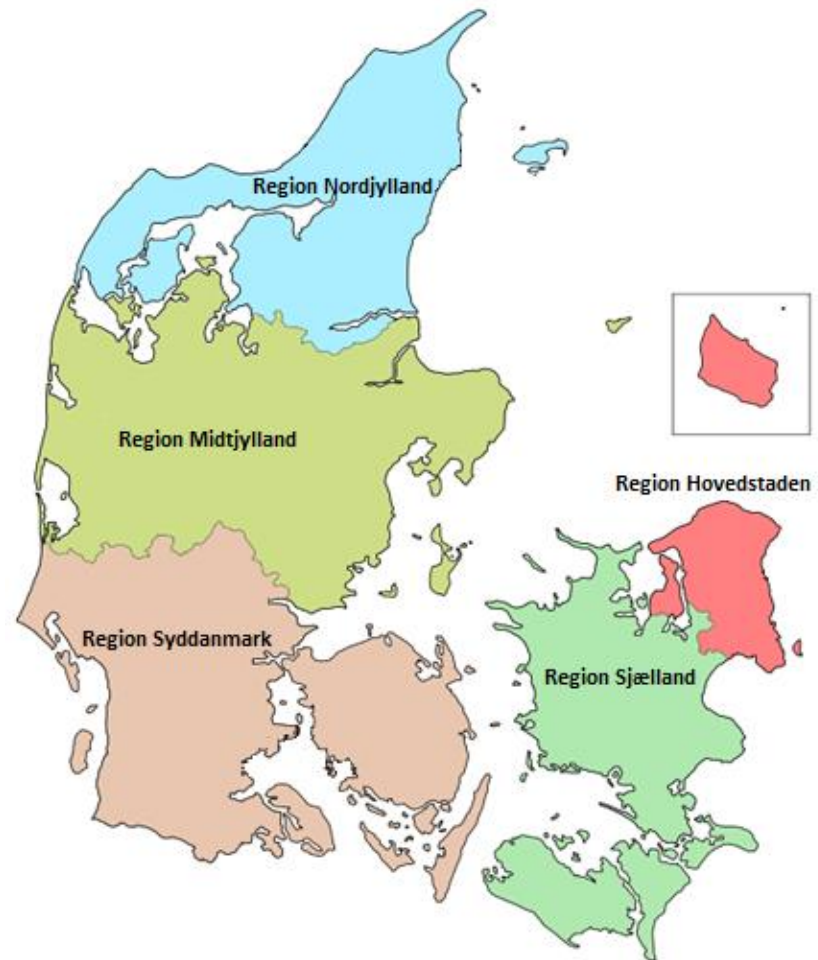 Region Nordjylland
Region Midtjylland
Region Hovedstaden
Region Syddanmark
Region Sjælland